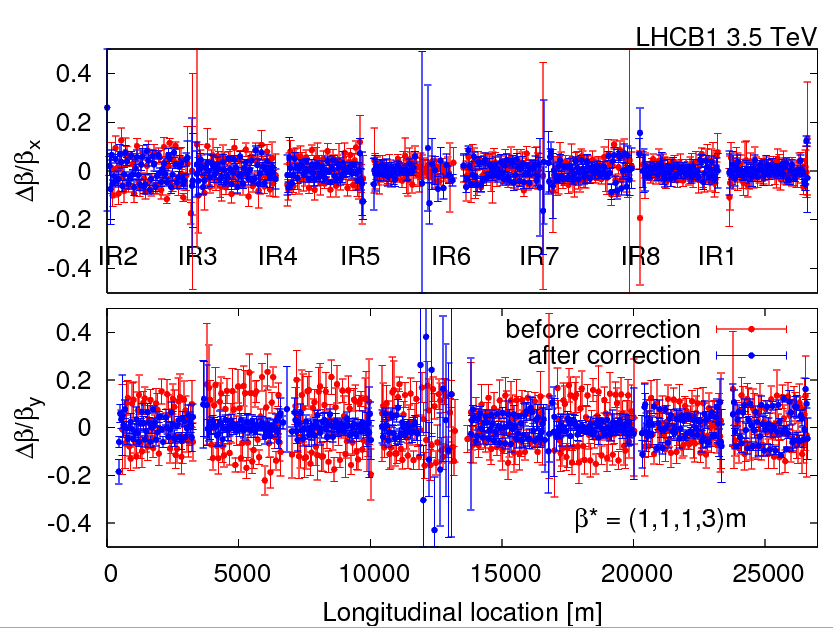 LHCB1 3.5 TeV
0.4
0.2
0
-0.2
-0.4
Δβ/βx
IR2 IR3 IR4 IR5 IR6 IR7 IR8 IR1
0.4
0.2
0
-0.2
-0.4
Δβ/βy
before correction
after correction
β* = (1,1,1,3)m
0 5000 10000 15000 20000 25000
Longitudinal location [m]